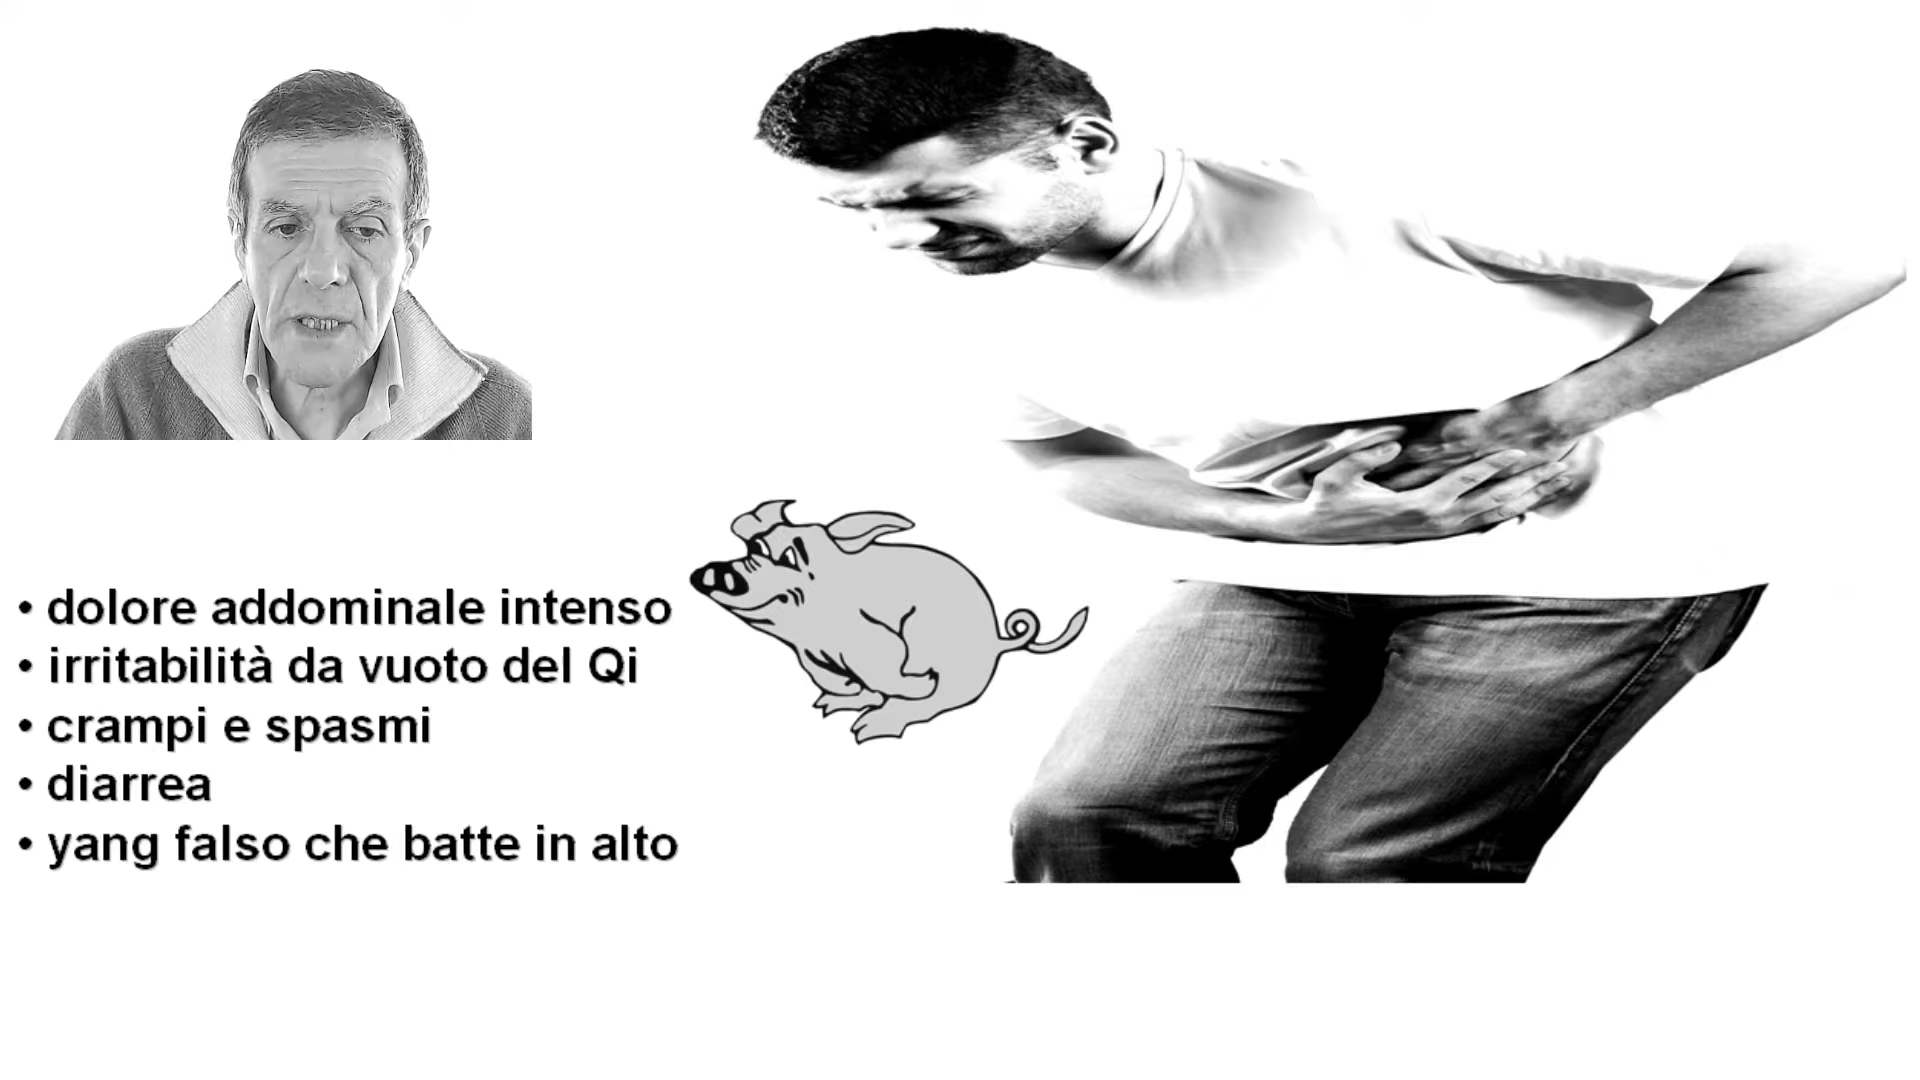 • dolore addominale intenso
• irritabilità da vuoto del Qi
• crampi e spasmi
• diarrea
• yang falso che batte in alto